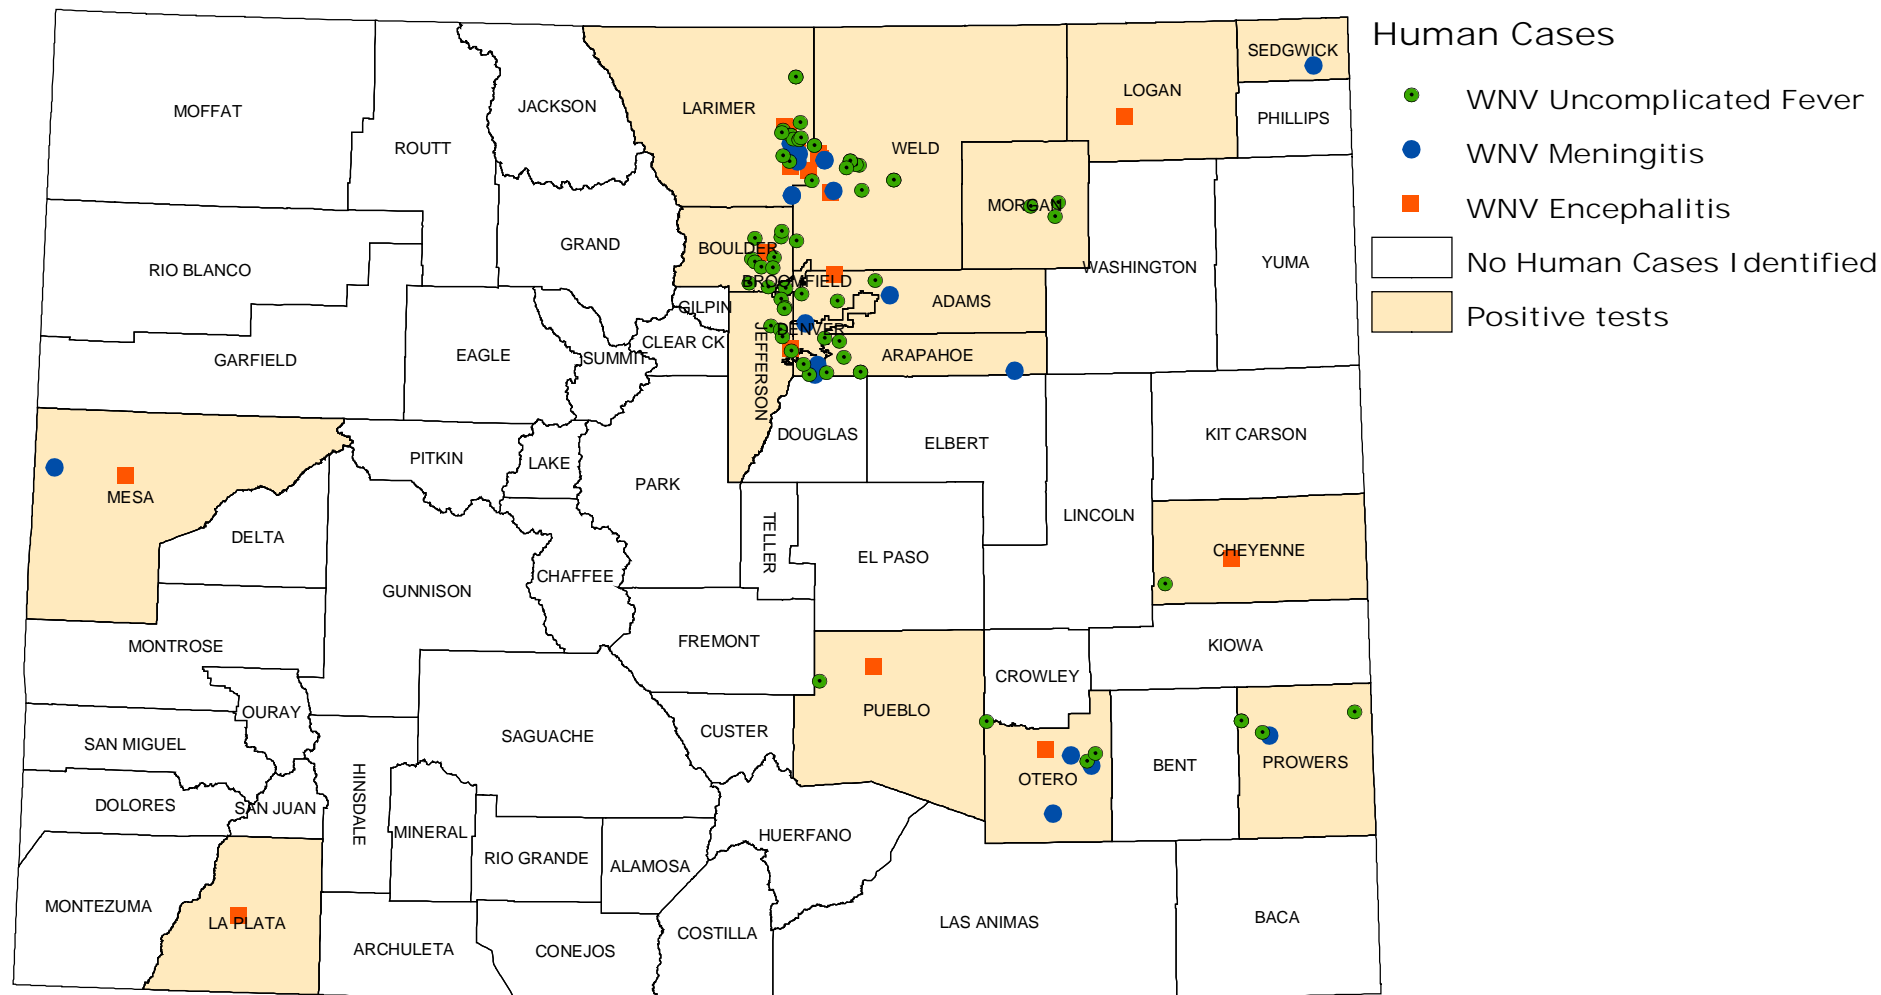 Human Cases
WNV Uncomplicated Fever
WNV Meningitis
WNV Encephalitis
No Human Cases Identified
Positive tests
SEDGWICK
LOGAN
JACKSON
LARIMER
MOFFAT
PHILLIPS
ROUTT
WELD
MORGAN
GRAND
BOULDER
RIO BLANCO
WASHINGTON
YUMA
BROOMFIELD
GILPIN
ADAMS
DENVER
CLEAR CK
GARFIELD
EAGLE
SUMMIT
ARAPAHOE
JEFFERSON
DOUGLAS
ELBERT
KIT CARSON
PITKIN
LAKE
PARK
MESA
LINCOLN
DELTA
TELLER
EL PASO
CHEYENNE
CHAFFEE
GUNNISON
MONTROSE
FREMONT
KIOWA
CROWLEY
OURAY
PUEBLO
CUSTER
SAGUACHE
SAN MIGUEL
BENT
PROWERS
OTERO
HINSDALE
DOLORES
SAN JUAN
MINERAL
HUERFANO
RIO GRANDE
ALAMOSA
MONTEZUMA
LA PLATA
LAS ANIMAS
BACA
COSTILLA
ARCHULETA
CONEJOS